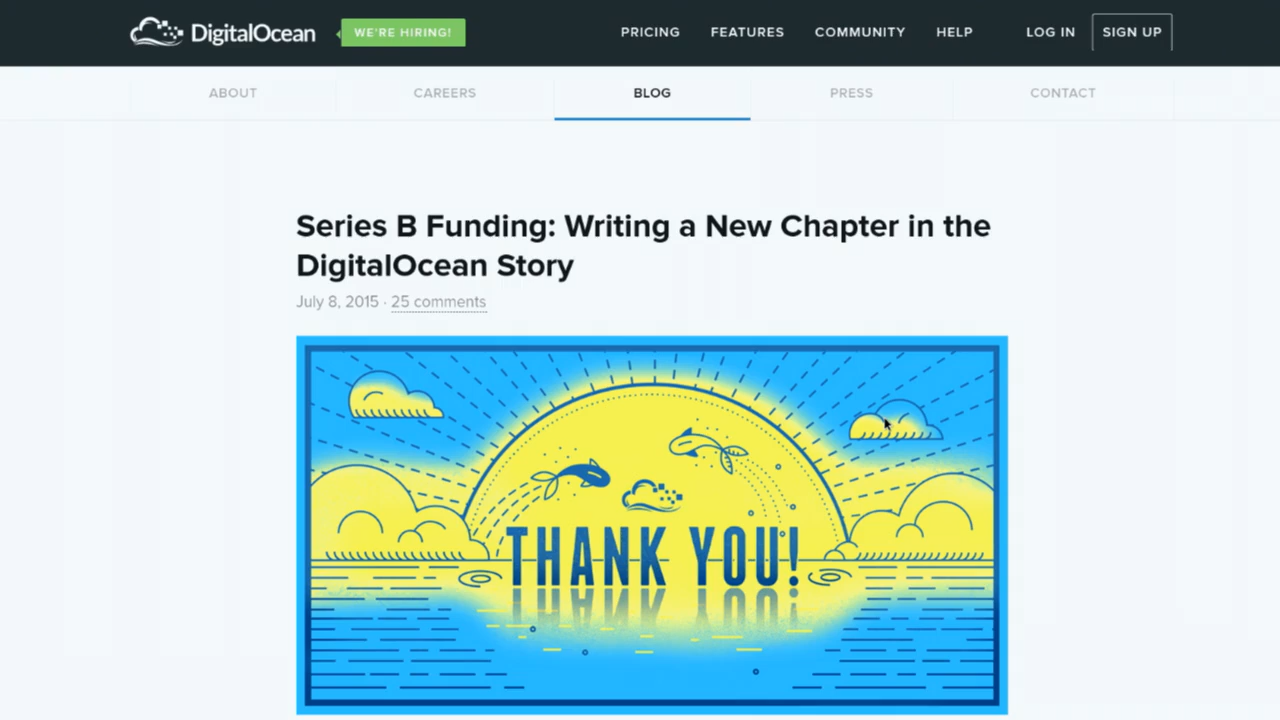 DigitalOcean WE'RE HIRING! PRICING FEATURES COMMUNITY HELP LOG IN SIGN UP
ABOUT CAREERS BLOG PRESS CONTACT
Series B Funding: Writing a New Chapter in the
DigitalOcean Story
July 8, 2015 · 25 comments
THANK YOU!